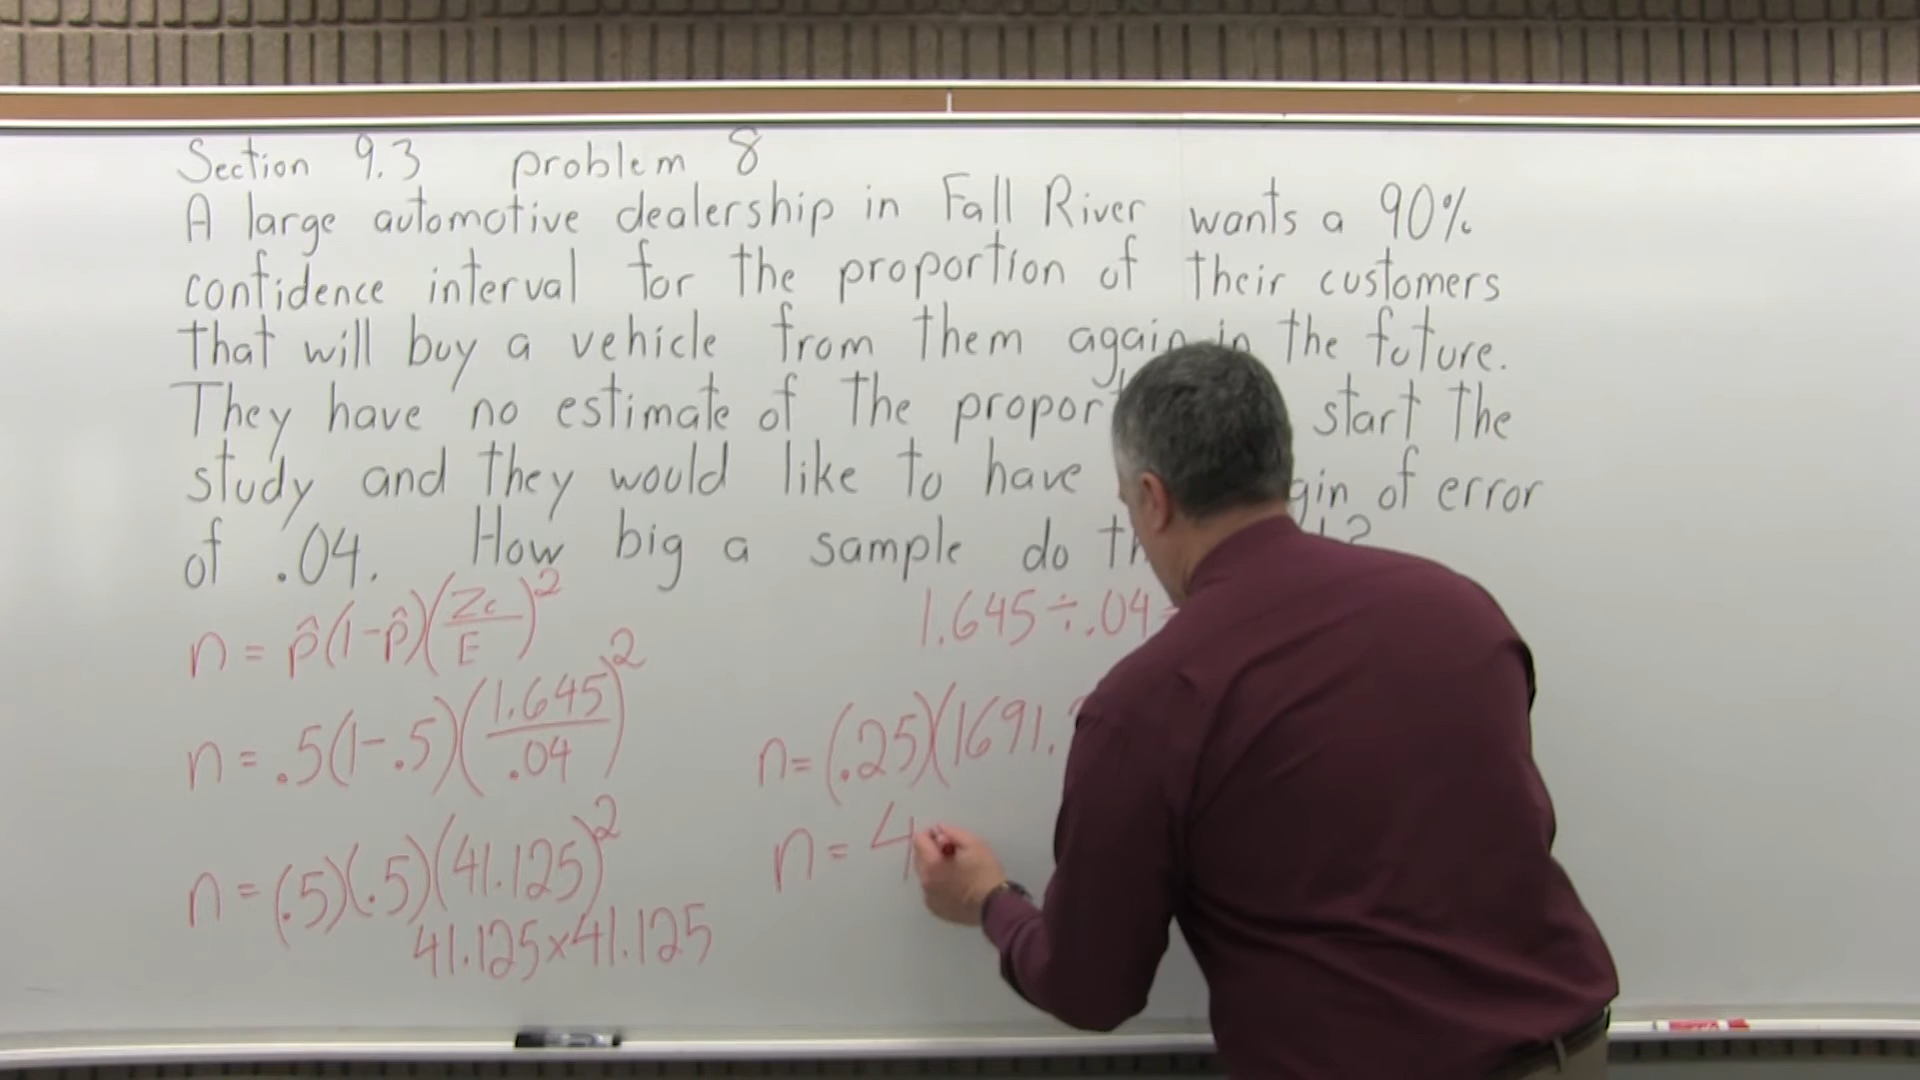 Section 9.3 problem 8
A large automotive dealership in Fall River wants a 90%
confidence interval for the proportion of their customers
that will buy a vehicle from them again in the future.
They have no estimate of the start the
study and they would like to have of error
of .04. How big a sample do
n = p̂(1-p̂)(Zc/E)²
n = .5(1-.5)(1.645/.04)²
n = (.5)(.5)(41.125)²
41.125×41.125
1.645÷.04
n=(.25)(1691.
n= 4